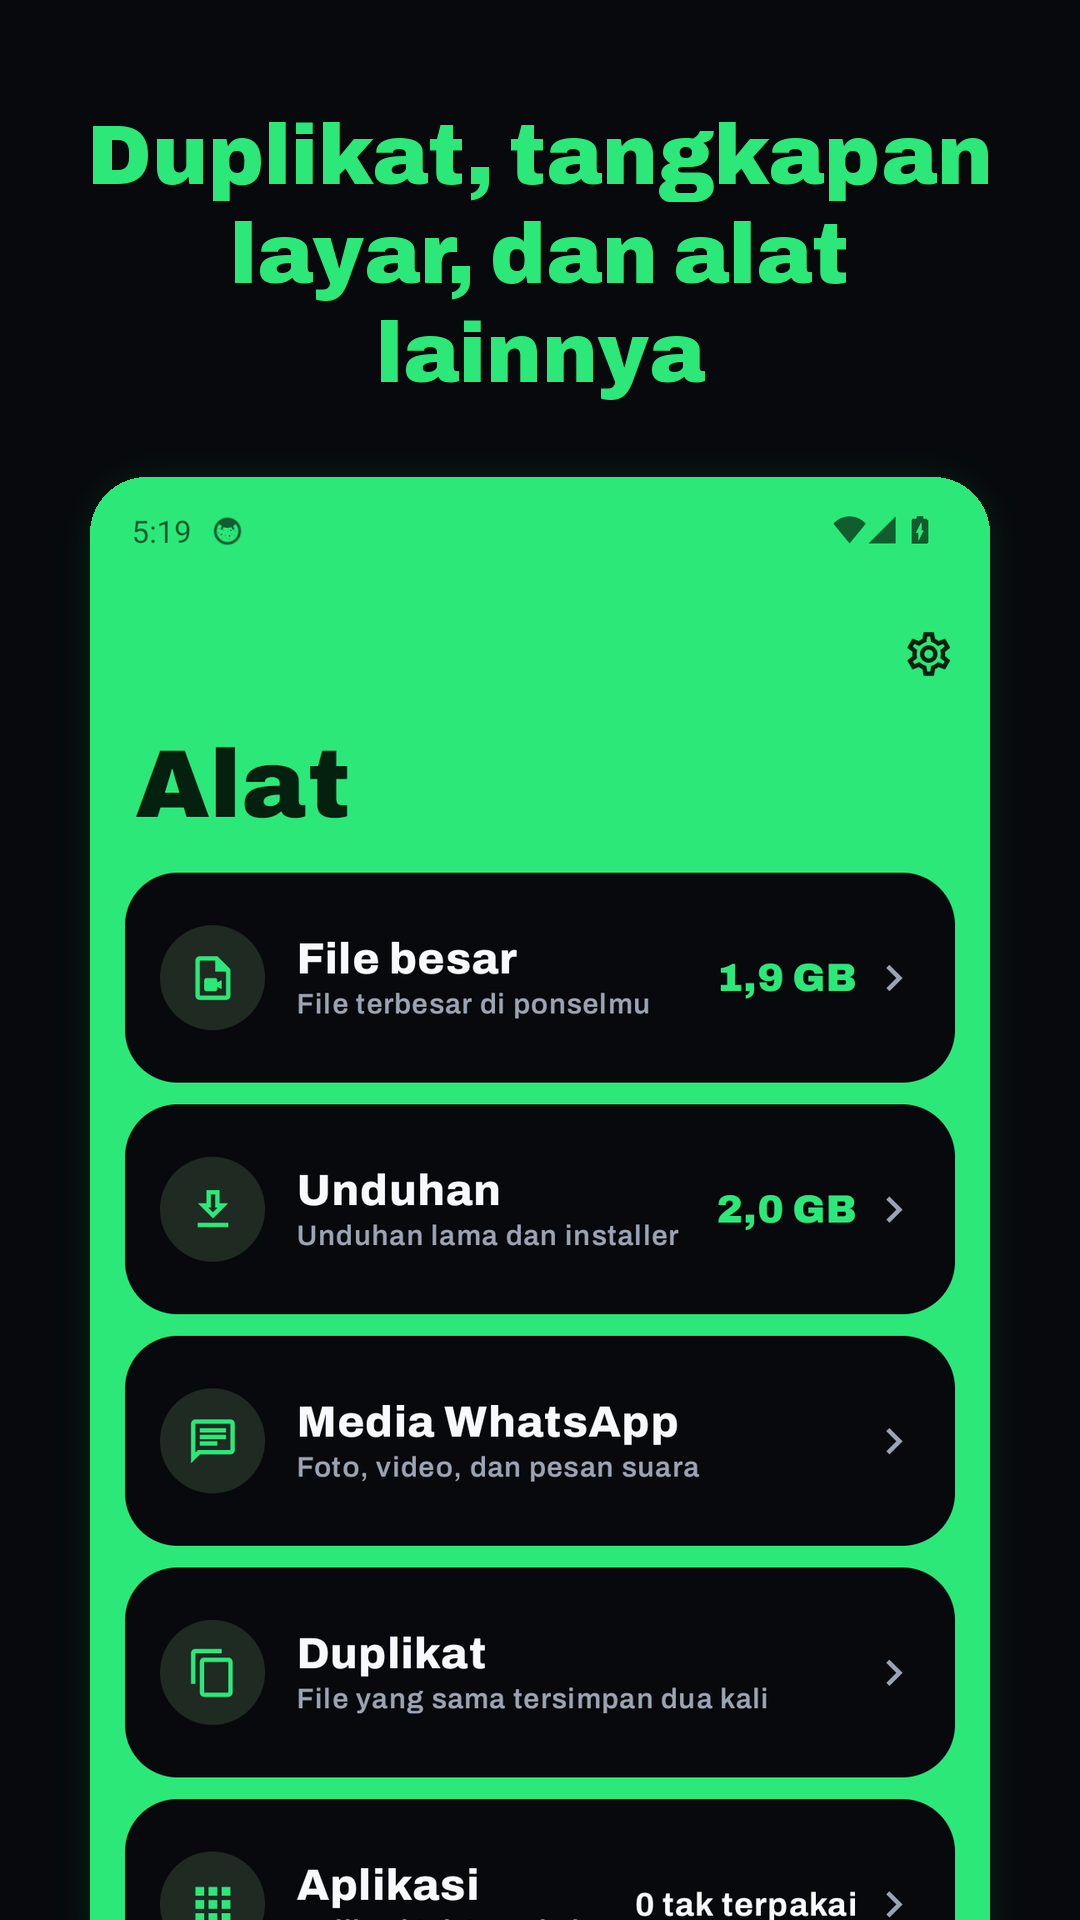 Duplikat, tangkapan
layar, dan alat
lainnya
5:19
Alat
File besar
File terbesar di ponselmu
1,9 GB
Unduhan
Unduhan lama dan installer
2,0 GB
Media WhatsApp
Foto, video, dan pesan suara
Duplikat
File yang sama tersimpan dua kali
Aplikasi
0 tak terpakai